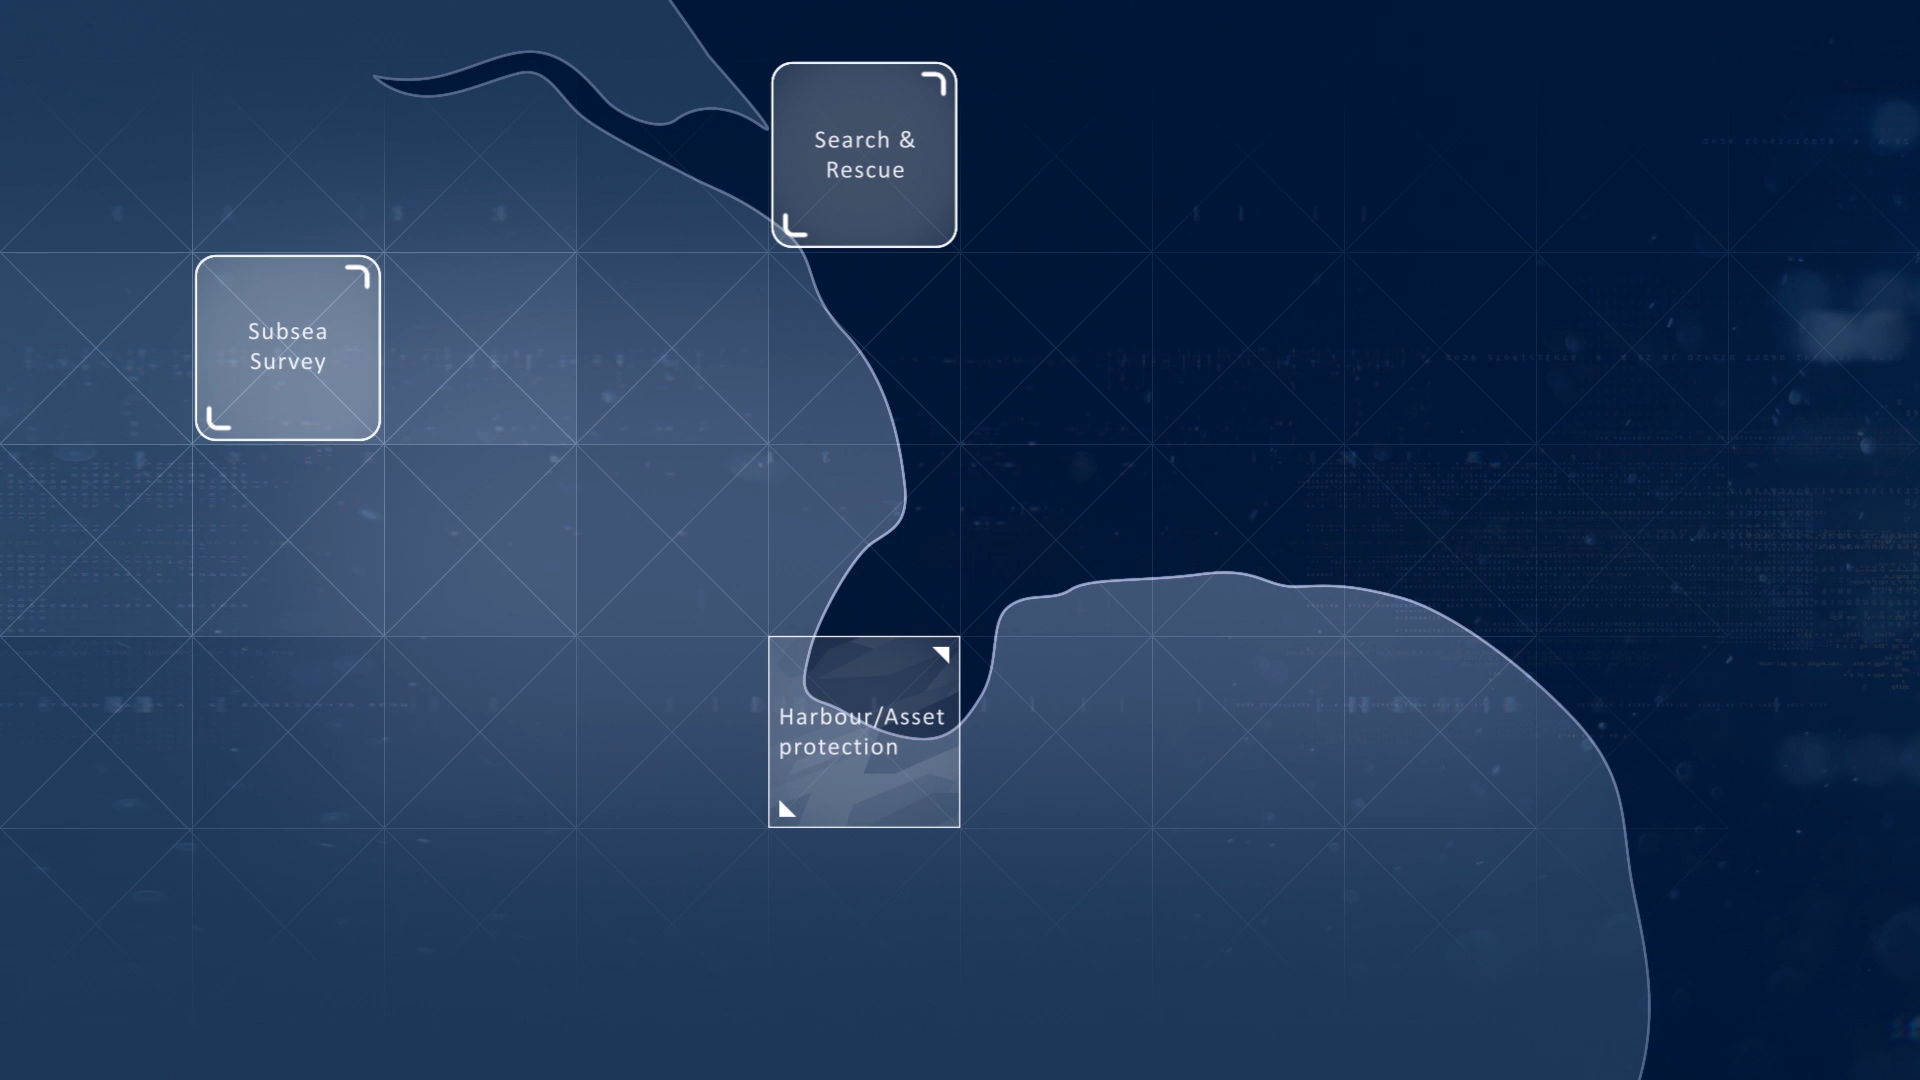 Search &
Rescue
Subsea
Survey
Harbour/Asset
protection